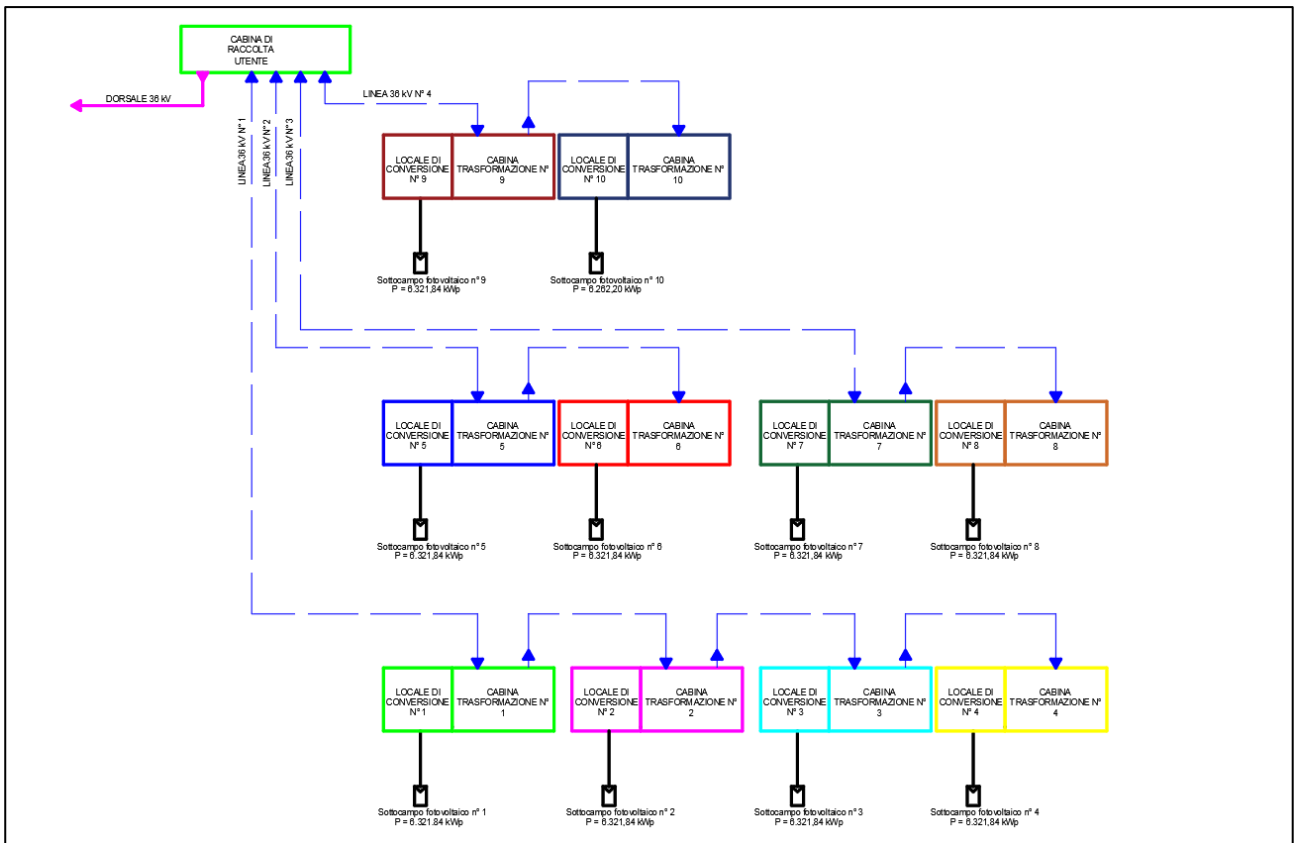 CABINA DI
RACCOLTA
UTENTE
DORSALE 36 kV
LINEA 36 kV N° 4
LINEA 36 kV N° 1
LINEA 36 kV N° 2
LINEA 36 kV N° 3
LOCALE DI
CONVERSIONE
N° 9
CABINA
TRASFORMAZIONE N°
9
LOCALE DI
CONVERSIONE
N° 10
CABINA
TRASFORMAZIONE N°
10
Sottocampo fotovoltaico n° 9
P = 6.321,84 kWp
Sottocampo fotovoltaico n° 10
P = 6.262,20 kWp
LOCALE DI
CONVERSIONE
N° 5
CABINA
TRASFORMAZIONE N°
5
LOCALE DI
CONVERSIONE
N° 6
CABINA
TRASFORMAZIONE N°
6
LOCALE DI
CONVERSIONE
N° 7
CABINA
TRASFORMAZIONE N°
7
LOCALE DI
CONVERSIONE
N° 8
CABINA
TRASFORMAZIONE N°
8
Sottocampo fotovoltaico n° 5
P = 6.321,84 kWp
Sottocampo fotovoltaico n° 6
P = 6.321,84 kWp
Sottocampo fotovoltaico n° 7
P = 6.321,84 kWp
Sottocampo fotovoltaico n° 8
P = 6.321,84 kWp
LOCALE DI
CONVERSIONE
N° 1
CABINA
TRASFORMAZIONE N°
1
LOCALE DI
CONVERSIONE
N° 2
CABINA
TRASFORMAZIONE N°
2
LOCALE DI
CONVERSIONE
N° 3
CABINA
TRASFORMAZIONE N°
3
LOCALE DI
CONVERSIONE
N° 4
CABINA
TRASFORMAZIONE N°
4
Sottocampo fotovoltaico n° 1
P = 6.321,84 kWp
Sottocampo fotovoltaico n° 2
P = 6.321,84 kWp
Sottocampo fotovoltaico n° 3
P = 6.321,84 kWp
Sottocampo fotovoltaico n° 4
P = 6.321,84 kWp